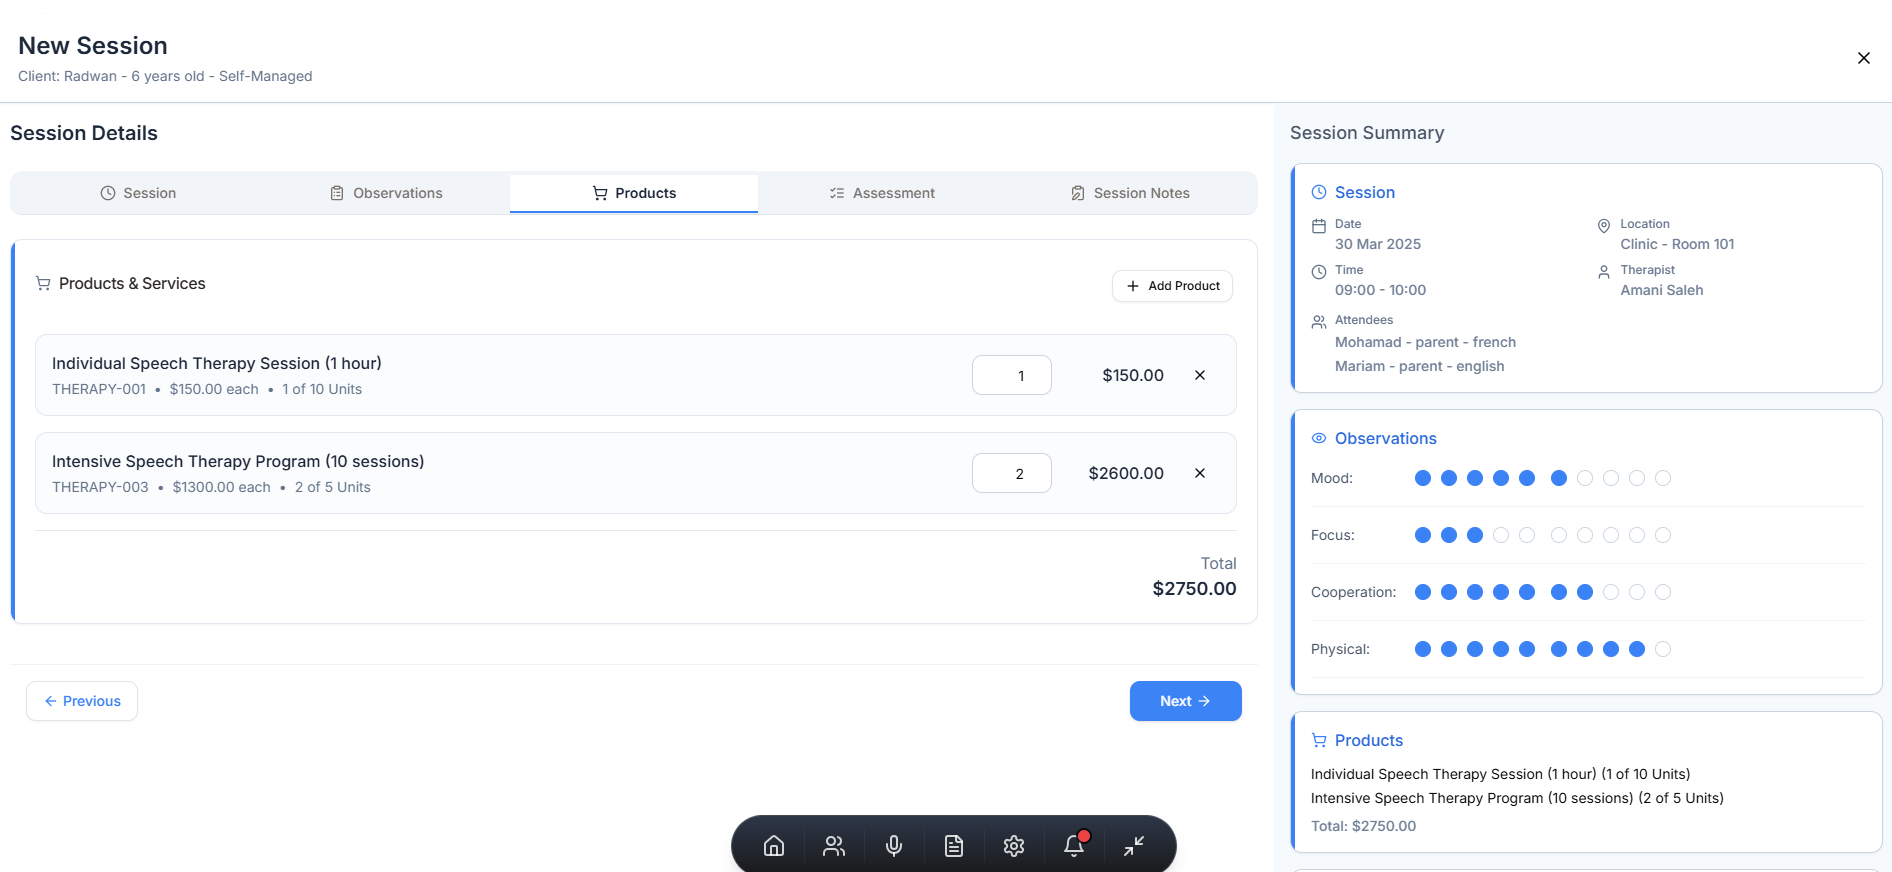 New Session
Client: Radwan - 6 years old - Self-Managed
Session Details
Session
Observations
Products
Assessment
Session Notes
Products & Services
Add Product
Individual Speech Therapy Session (1 hour)
THERAPY-001 • $150.00 each • 1 of 10 Units
1
$150.00
Intensive Speech Therapy Program (10 sessions)
THERAPY-003 • $1300.00 each • 2 of 5 Units
2
$2600.00
Total
$2750.00
Previous
Next
Session Summary
Session
Date
30 Mar 2025
Location
Clinic - Room 101
Time
09:00 - 10:00
Therapist
Amani Saleh
Attendees
Mohamad - parent - french
Mariam - parent - english
Observations
Mood:
Focus:
Cooperation:
Physical:
Products
Individual Speech Therapy Session (1 hour) (1 of 10 Units)
Intensive Speech Therapy Program (10 sessions) (2 of 5 Units)
Total: $2750.00